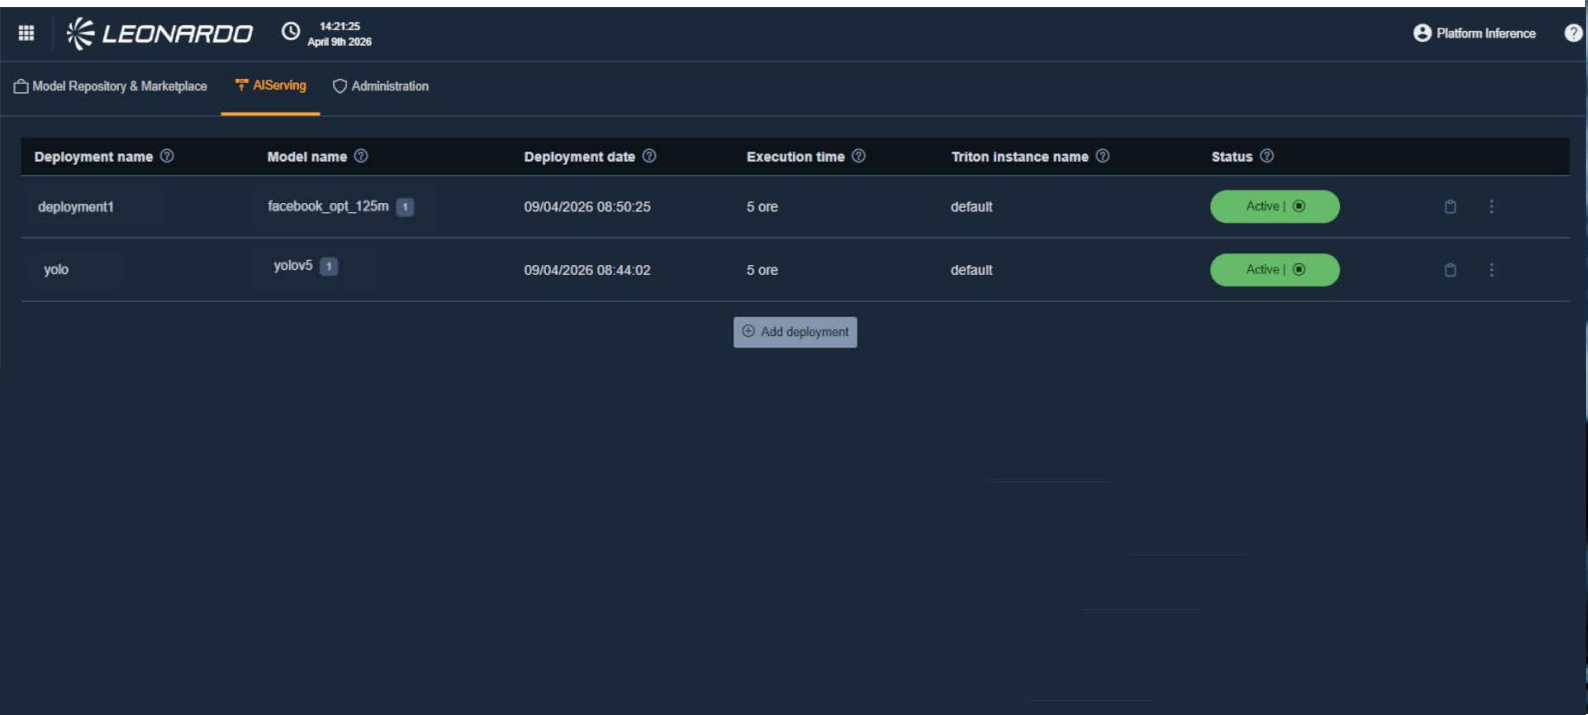 LEONARDO
14:21:25
April 9th 2026
Platform Inference
?
Model Repository & Marketplace AIServing Administration
Deployment name ? Model name ? Deployment date ? Execution time ? Triton instance name ? Status ?
deployment1 facebook_opt_125m 1 09/04/2026 08:50:25 5 ore default Active |
yolo yolov5 1 09/04/2026 08:44:02 5 ore default Active |
Add deployment